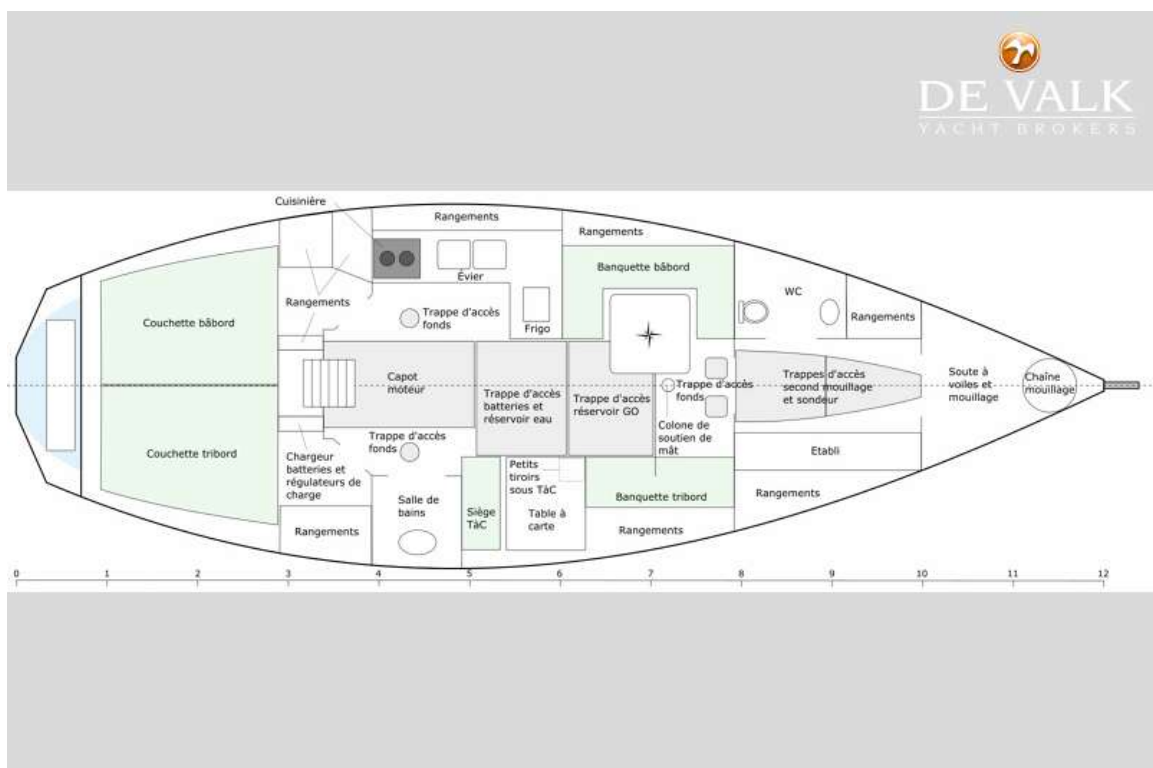 DE VALK
YACHT BROKERS
Cuisinière
Rangements
Rangements
Évier
Banquette bâbord
WC
Couchette bâbord
Rangements
Trappe d'accès
fonds
Frigo
Rangements
Capot
moteur
Trappe d'accès
batteries et
réservoir eau
Trappe d'accès
réservoir GO
Trappe d'accès
fonds
Trappes d'accès
second mouillage
et sondeur
Soute à
voiles et
mouillage
Chaîne
mouillage
Colone de
soutien de
mât
Trappe d'accès
fonds
Couchette tribord
Chargeur
batteries et
régulateurs de
charge
Etabli
Petits
tiroirs
sous TàC
Salle de
bains
Siège
TàC
Table à
carte
Banquette tribord
Rangements
Rangements
Rangements
0 1 2 3 4 5 6 7 8 9 10 11 12